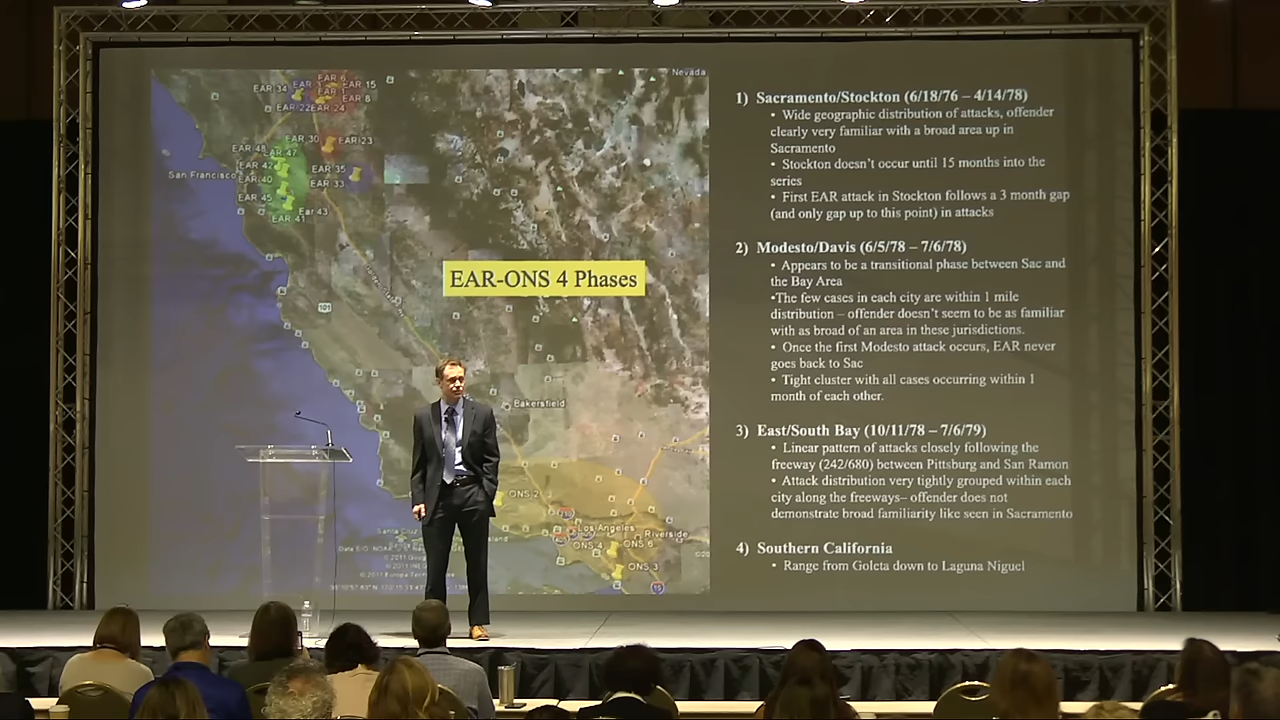 Nevada
EAR 6
EAR 34
EAR 15
EAR 8
EAR 22
EAR 24
EAR 30
EAR 23
EAR 48
EAR 47
EAR 42
EAR 35
San Francisco
EAR 40
EAR 33
EAR 45
Ear 43
EAR 41
EAR-ONS 4 Phases
101
Bakersfield
ONS 2
Los Angeles
Riverside
ONS 4
ONS 6
ONS 3
1) Sacramento/Stockton (6/18/76 – 4/14/78)
• Wide geographic distribution of attacks, offender
clearly very familiar with a broad area up in
Sacramento
• Stockton doesn't occur until 15 months into the
series
• First EAR attack in Stockton follows a 3 month gap
(and only gap up to this point) in attacks
2) Modesto/Davis (6/5/78 – 7/6/78)
• Appears to be a transitional phase between Sac and
the Bay Area
•The few cases in each city are within 1 mile
distribution – offender doesn't seem to be as familiar
with as broad of an area in these jurisdictions.
• Once the first Modesto attack occurs, EAR never
goes back to Sac
• Tight cluster with all cases occurring within 1
month of each other.
3) East/South Bay (10/11/78 – 7/6/79)
• Linear pattern of attacks closely following the
freeway (242/680) between Pittsburg and San Ramon
• Attack distribution very tightly grouped within each
city along the freeways– offender does not
demonstrate broad familiarity like seen in Sacramento
4) Southern California
• Range from Goleta down to Laguna Niguel